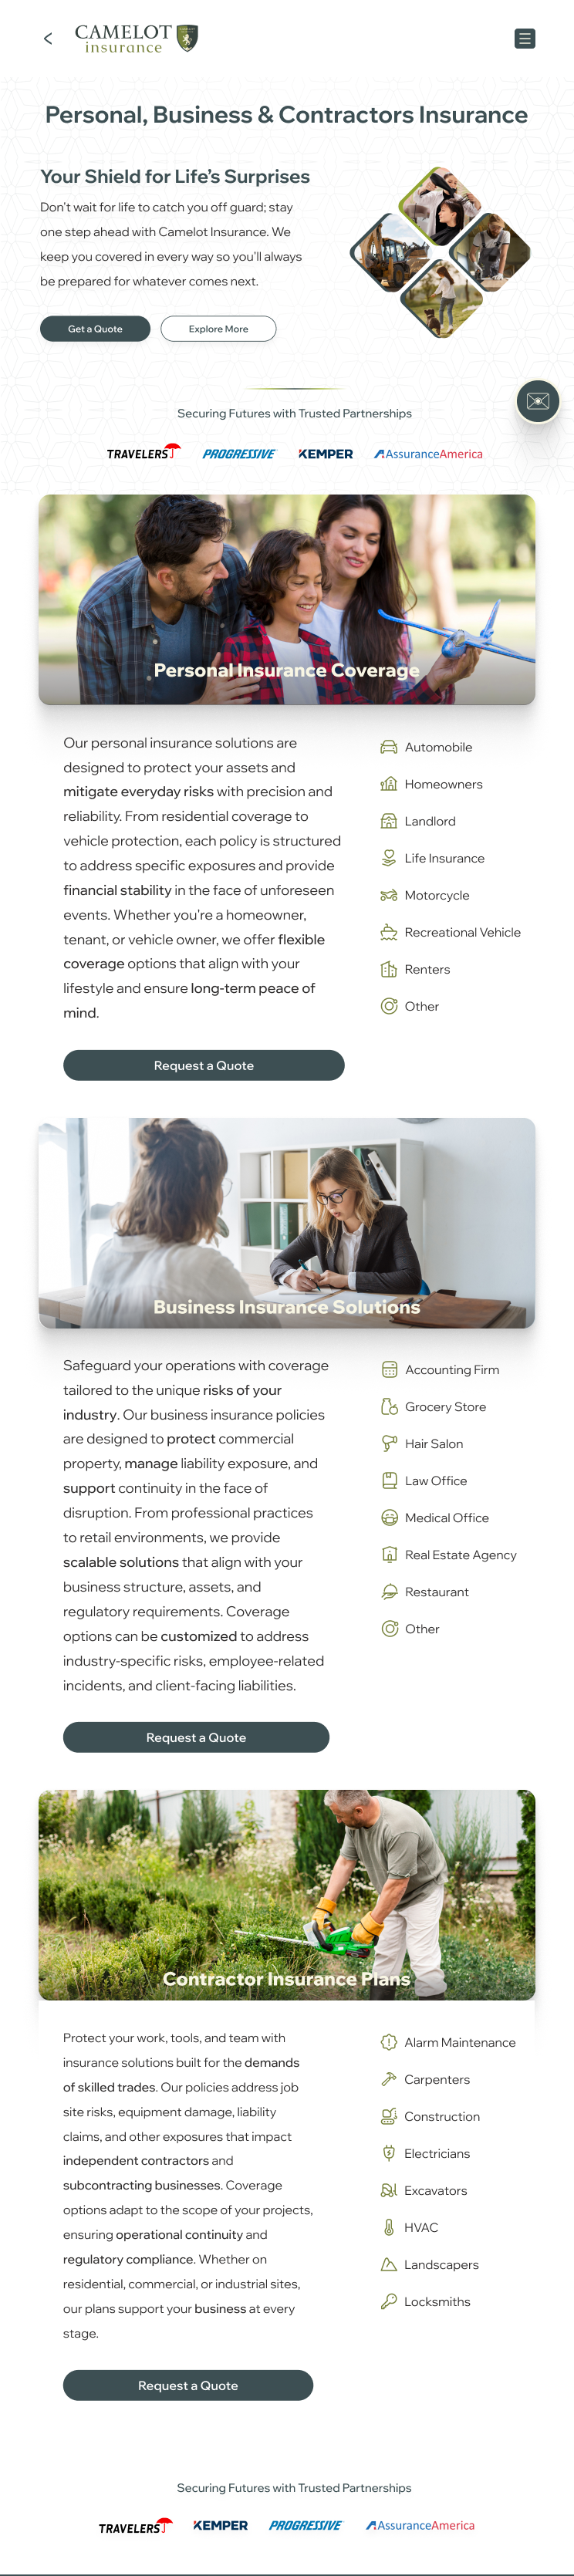 CAMELOT
insurance
Personal, Business & Contractors Insurance
Your Shield for Life's Surprises
Don't wait for life to catch you off guard; stay
one step ahead with Camelot Insurance. We
keep you covered in every way so you'll always
be prepared for whatever comes next.
Get a Quote
Explore More
Securing Futures with Trusted Partnerships
TRAVELERS
PROGRESSIVE
KEMPER
AssuranceAmerica
Personal Insurance Coverage
Our personal insurance solutions are
designed to protect your assets and
mitigate everyday risks with precision and
reliability. From residential coverage to
vehicle protection, each policy is structured
to address specific exposures and provide
financial stability in the face of unforeseen
events. Whether you're a homeowner,
tenant, or vehicle owner, we offer flexible
coverage options that align with your
lifestyle and ensure long-term peace of
mind.
Request a Quote
Automobile
Homeowners
Landlord
Life Insurance
Motorcycle
Recreational Vehicle
Renters
Other
Business Insurance Solutions
Safeguard your operations with coverage
tailored to the unique risks of your
industry. Our business insurance policies
are designed to protect commercial
property, manage liability exposure, and
support continuity in the face of
disruption. From professional practices
to retail environments, we provide
scalable solutions that align with your
business structure, assets, and
regulatory requirements. Coverage
options can be customized to address
industry-specific risks, employee-related
incidents, and client-facing liabilities.
Request a Quote
Accounting Firm
Grocery Store
Hair Salon
Law Office
Medical Office
Real Estate Agency
Restaurant
Other
Contractor Insurance Plans
Protect your work, tools, and team with
insurance solutions built for the demands
of skilled trades. Our policies address job
site risks, equipment damage, liability
claims, and other exposures that impact
independent contractors and
subcontracting businesses. Coverage
options adapt to the scope of your projects,
ensuring operational continuity and
regulatory compliance. Whether on
residential, commercial, or industrial sites,
our plans support your business at every
stage.
Request a Quote
Alarm Maintenance
Carpenters
Construction
Electricians
Excavators
HVAC
Landscapers
Locksmiths
Securing Futures with Trusted Partnerships
TRAVELERS
KEMPER
PROGRESSIVE
AssuranceAmerica